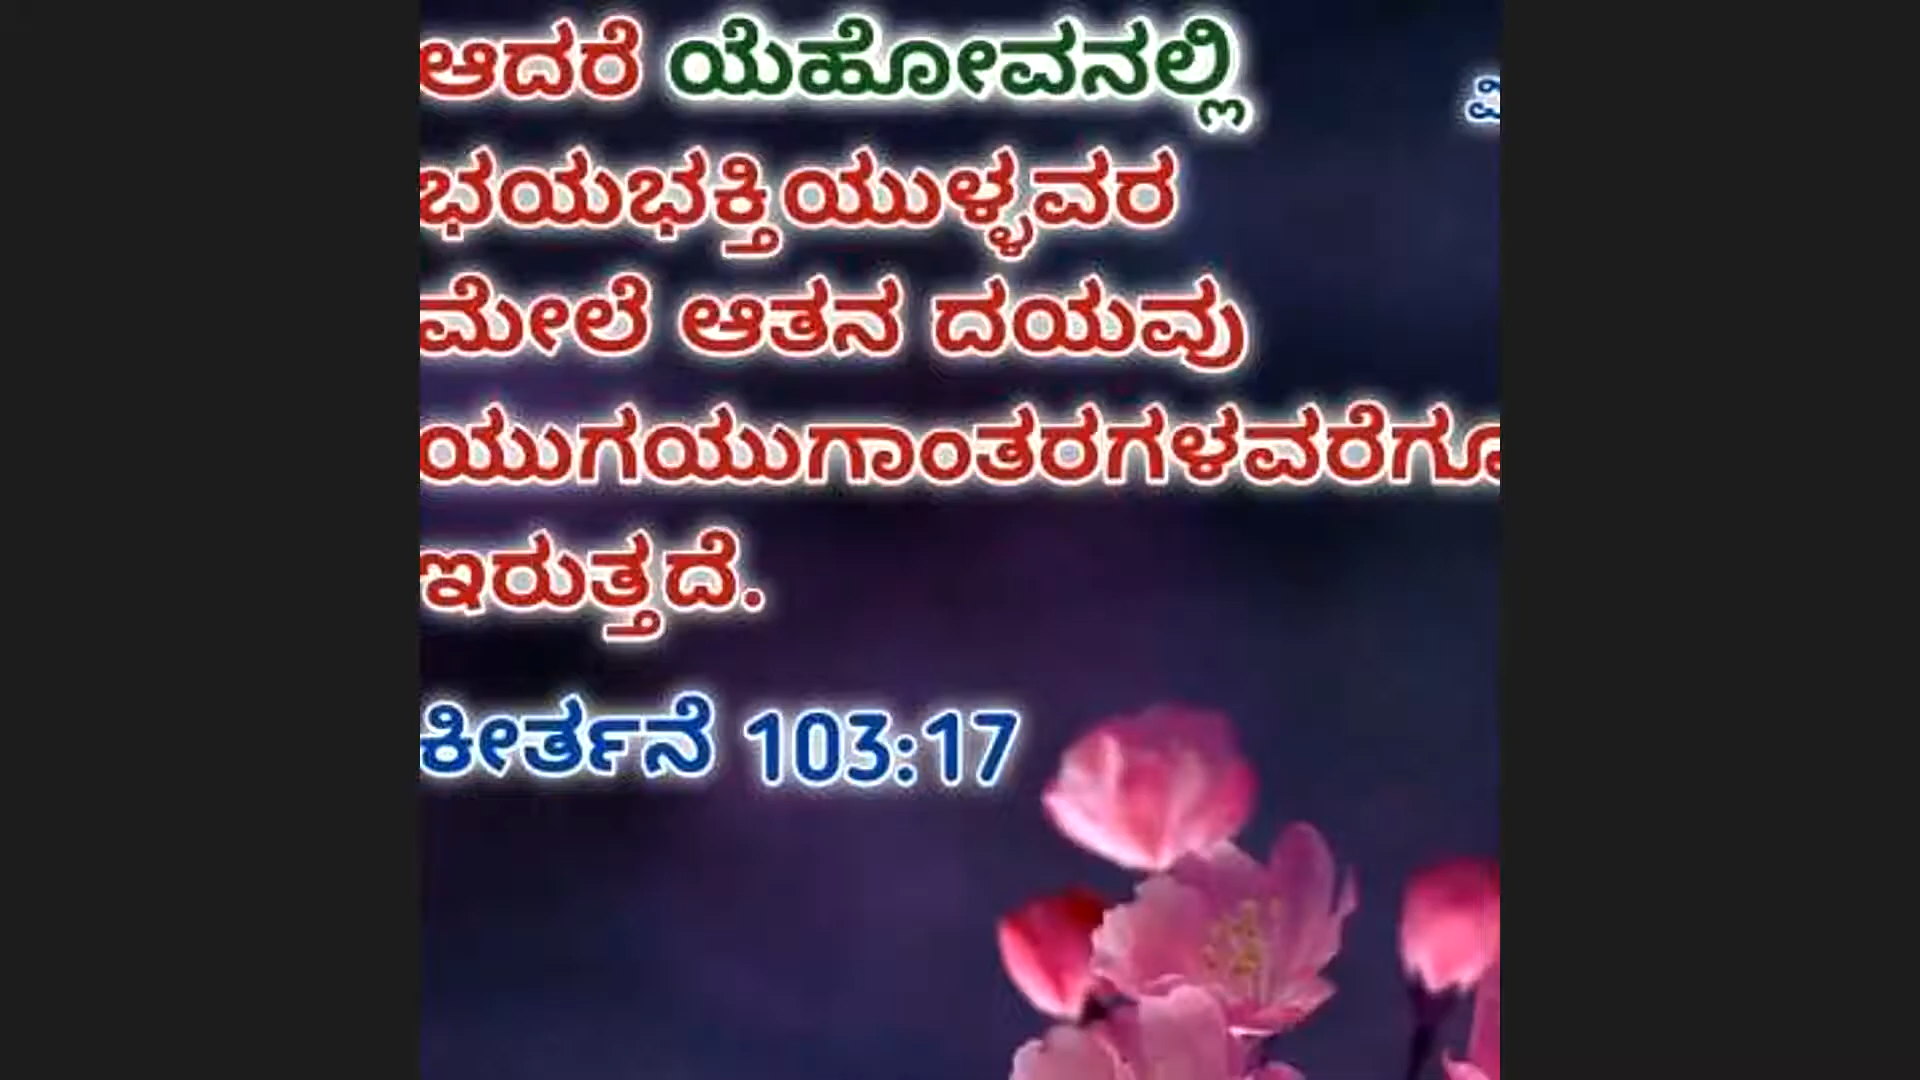 ಆದರೆ ಯೆಹೋವನಲ್ಲಿ
ಭಯಭಕ್ತಿಯುಳ್ಳವರ
ಮೇಲೆ ಆತನ ದಯವು
ಯುಗಯುಗಾಂತರಗಳವರೆಗೂ
ಇರುತ್ತದೆ.
ಕೀರ್ತನೆ 103:17